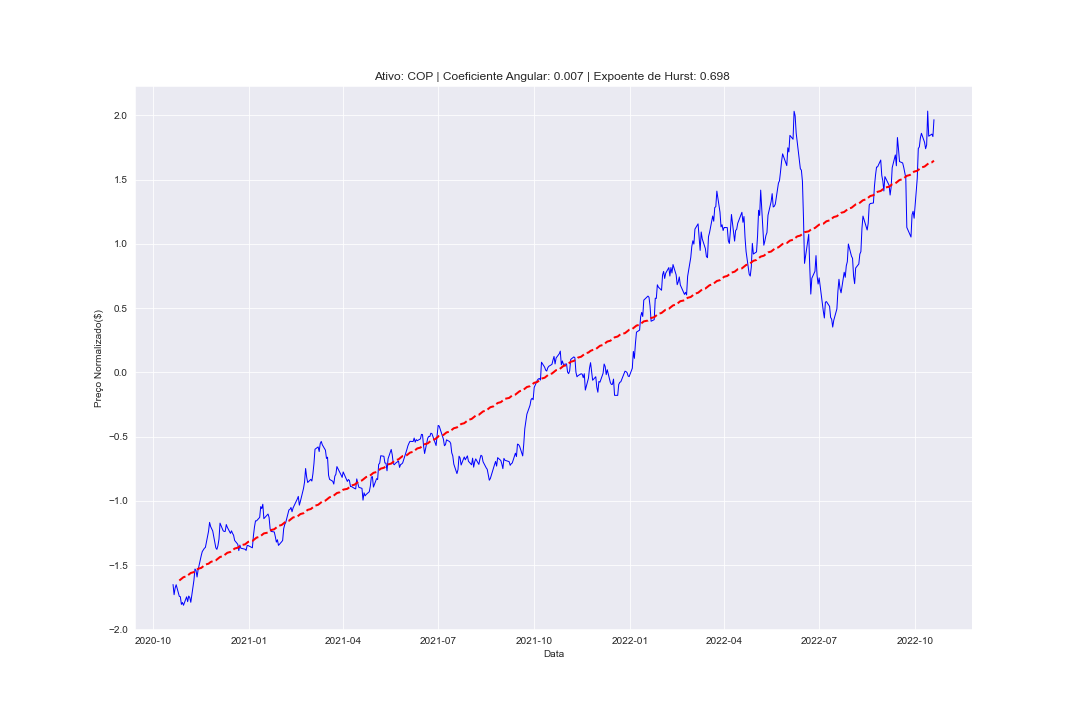 Ativo: COP | Coeficiente Angular: 0.007 | Expoente de Hurst: 0.698
Preço Normalizado($)
2.0
1.5
1.0
0.5
0.0
−0.5
−1.0
−1.5
−2.0
2020-10 2021-01 2021-04 2021-07 2021-10 2022-01 2022-04 2022-07 2022-10
Data